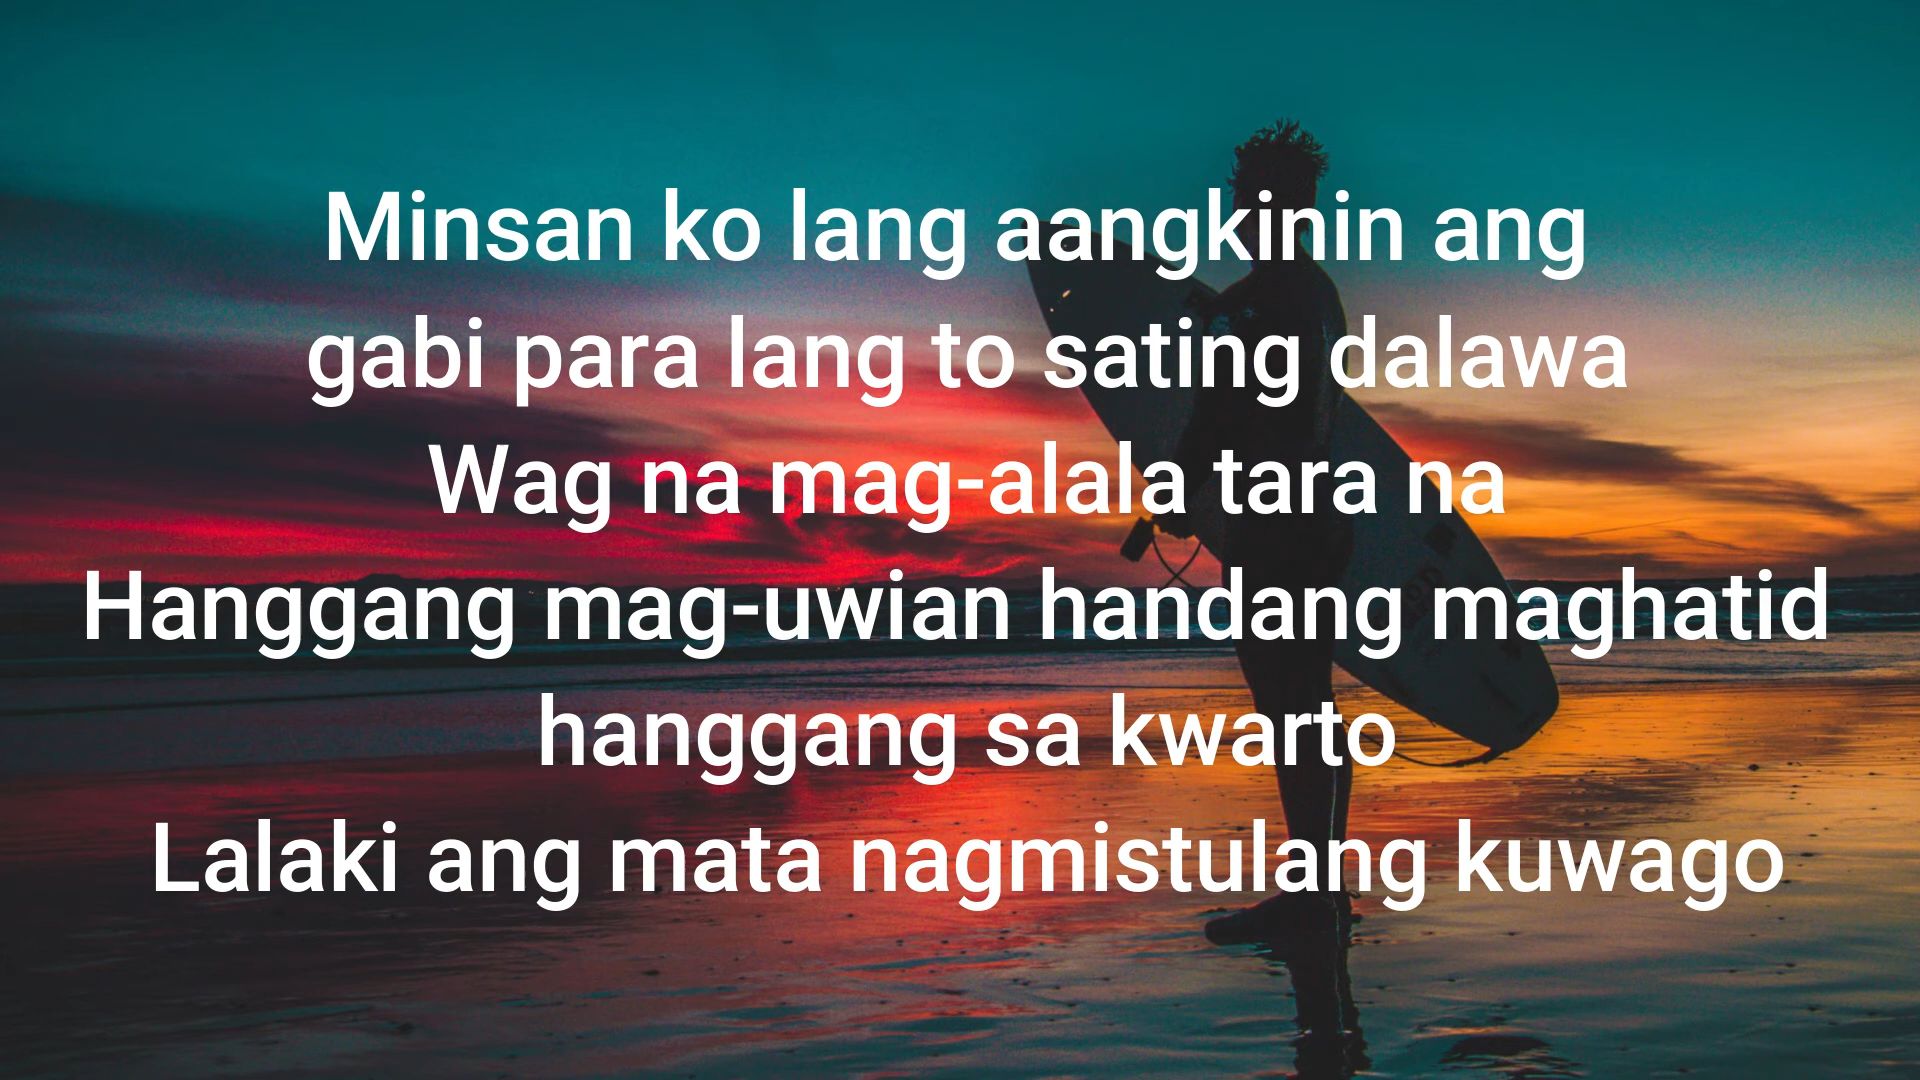 Minsan ko lang aangkinin ang
gabi para lang to sating dalawa
Wag na mag-alala tara na
Hanggang mag-uwian handang maghatid
hanggang sa kwarto
Lalaki ang mata nagmistulang kuwago